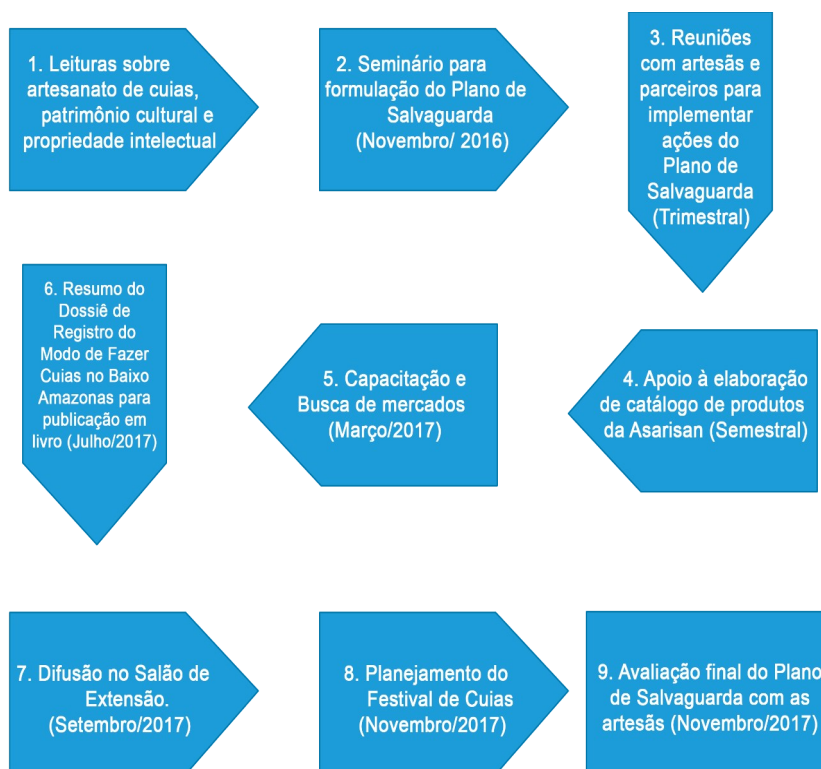 1. Leituras sobre
artesanato de cuias,
patrimônio cultural e
propriedade intelectual
2. Seminário para
formulação do Plano de
Salvaguarda
(Novembro/ 2016)
3. Reuniões
com artesãs e
parceiros para
implementar
ações do
Plano de
Salvaguarda
(Trimestral)
4. Apoio à elaboração
de catálogo de produtos
da Asarisan (Semestral)
5. Capacitação e
Busca de mercados
(Março/2017)
6. Resumo do
Dossiê de
Registro do
Modo de Fazer
Cuias no Baixo
Amazonas para
publicação em
livro (Julho/2017)
7. Difusão no Salão de
Extensão.
(Setembro/2017)
8. Planejamento do
Festival de Cuias
(Novembro/2017)
9. Avaliação final do Plano
de Salvaguarda com as
artesãs (Novembro/2017)